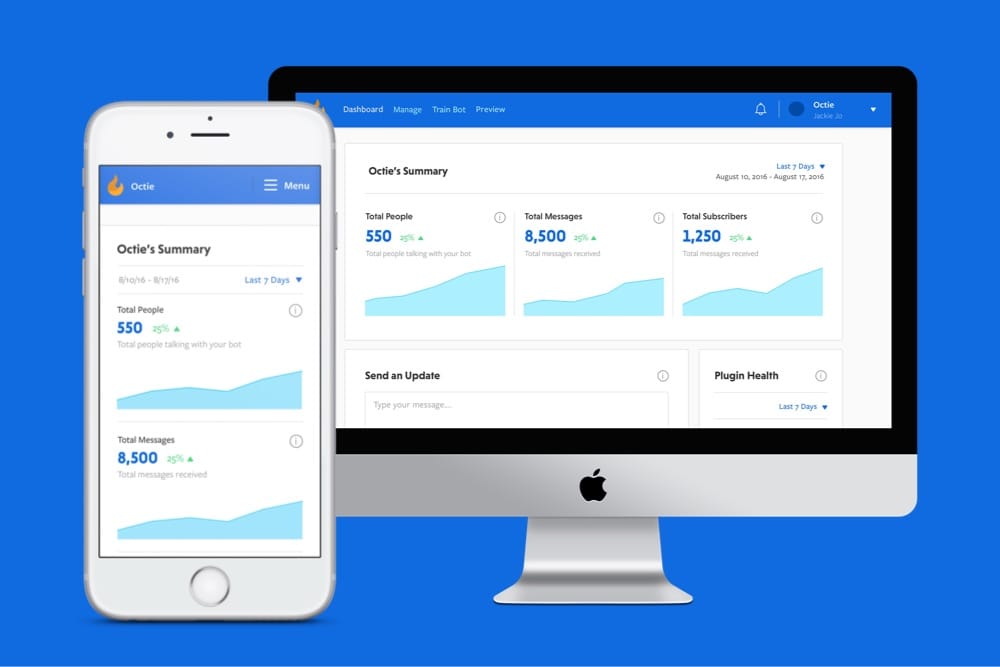 Octie
Menu
Octie's Summary
8/10/16 - 8/17/16
Last 7 Days
Total People
550 25%
Total people talking with your bot
Total Messages
8,500 25%
Total messages received
Dashboard Manage Train Bot Preview
Octie
Jackie Jo
Octie's Summary
Last 7 Days
August 10, 2016 - August 17, 2016
Total People
550 25%
Total people talking with your bot
Total Messages
8,500 25%
Total messages received
Total Subscribers
1,250 25%
Total messages received
Send an Update
Type your message...
Plugin Health
Last 7 Days